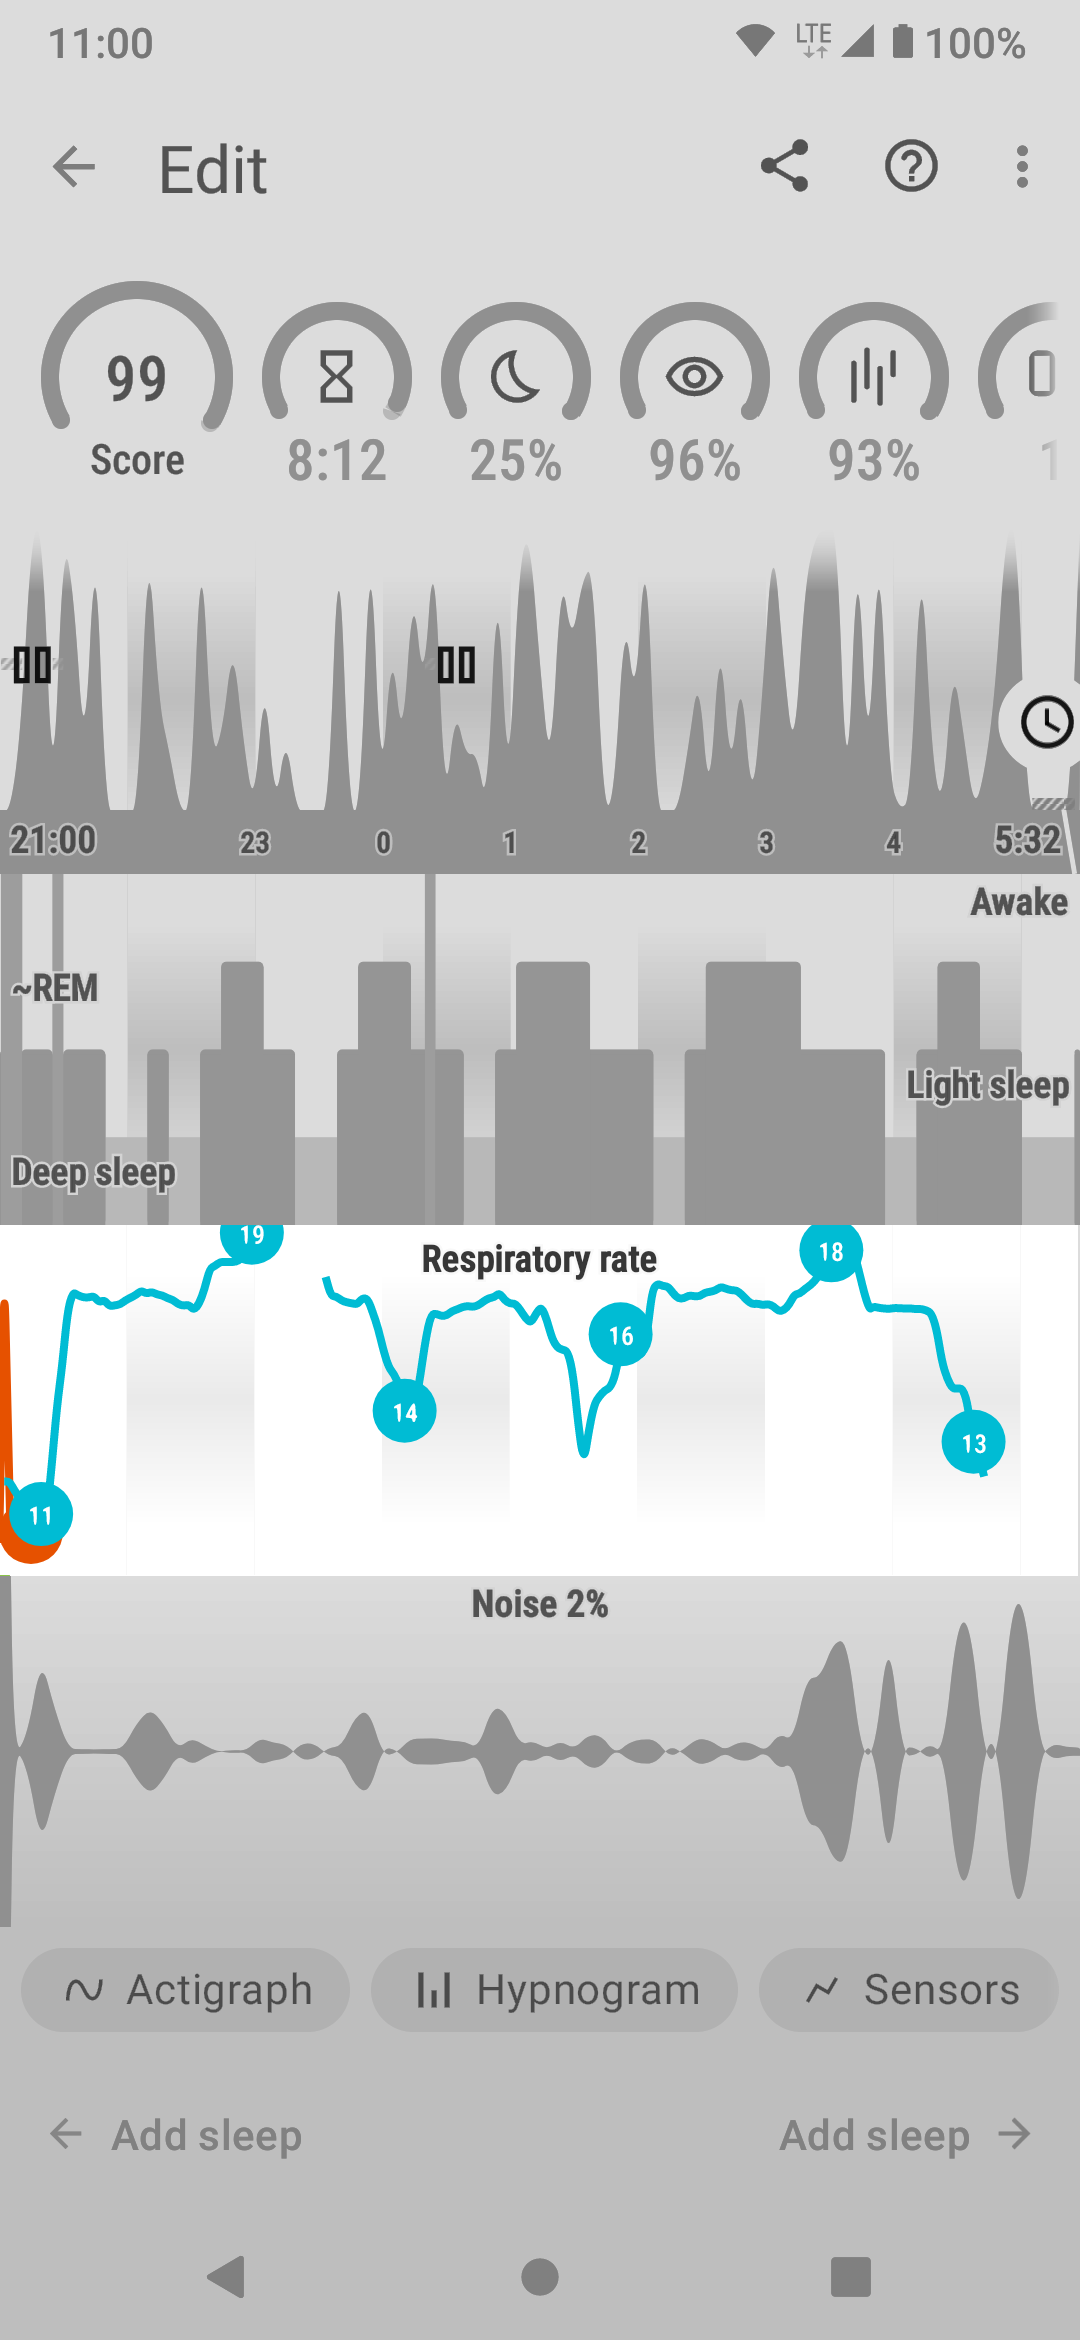 11:00 LTE 100%
Edit
99
Score 8:12 25% 96% 93% 1
21:00 23 0 1 2 3 4 5:32
Awake
~REM
Light sleep
Deep sleep
19
Respiratory rate
18
16
14
13
11
Noise 2%
Actigraph Hypnogram Sensors
Add sleep Add sleep